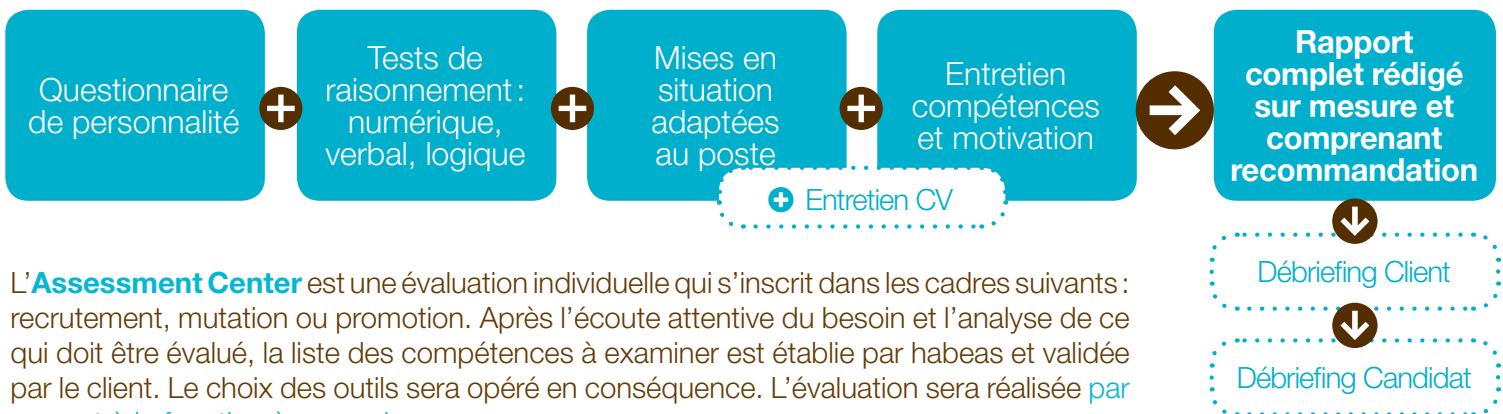 Questionnaire
de personnalité
Tests de
raisonnement :
numérique,
verbal, logique
Mises en
situation
adaptées
au poste
Entretien CV
Entretien
compétences
et motivation
Rapport
complet rédigé
sur mesure et
comprenant
recommandation
Débriefing Client
Débriefing Candidat
L’Assessment Center est une évaluation individuelle qui s’inscrit dans les cadres suivants :
recrutement, mutation ou promotion. Après l’écoute attentive du besoin et l’analyse de ce
qui doit être évalué, la liste des compétences à examiner est établie par habeas et validée
par le client. Le choix des outils sera opéré en conséquence. L’évaluation sera réalisée par